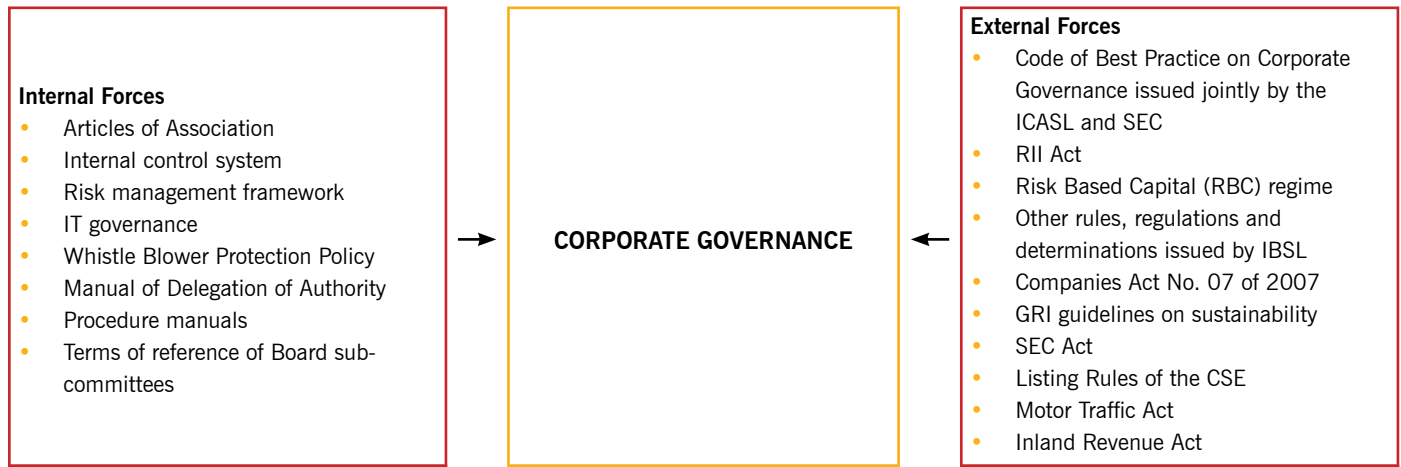 Internal Forces
• Articles of Association
• Internal control system
• Risk management framework
• IT governance
• Whistle Blower Protection Policy
• Manual of Delegation of Authority
• Procedure manuals
• Terms of reference of Board sub-
committees
CORPORATE GOVERNANCE
External Forces
• Code of Best Practice on Corporate
Governance issued jointly by the
ICASL and SEC
• RII Act
• Risk Based Capital (RBC) regime
• Other rules, regulations and
determinations issued by IBSL
• Companies Act No. 07 of 2007
• GRI guidelines on sustainability
• SEC Act
• Listing Rules of the CSE
• Motor Traffic Act
• Inland Revenue Act